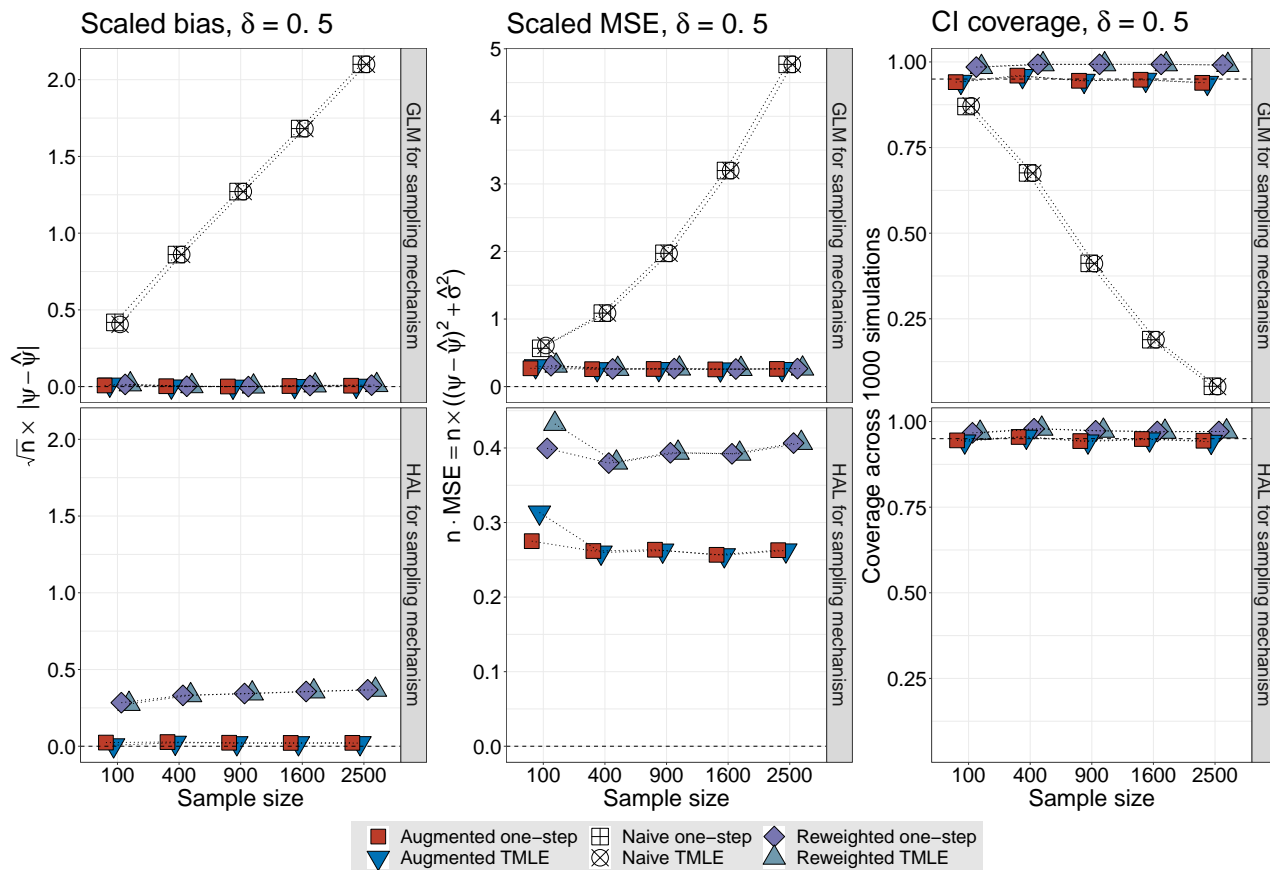 Scaled bias, δ = 0. 5
Scaled MSE, δ = 0. 5
CI coverage, δ = 0. 5
√n × |ψ − ψ̂|
2.0
1.5
1.0
0.5
0.0
GLM for sampling mechanism
2.0
1.5
1.0
0.5
0.0
HAL for sampling mechanism
100 400 900 1600 2500
Sample size
n · MSE = n × ((ψ − ψ̂)² + σ̂²)
5
4
3
2
1
0
GLM for sampling mechanism
0.4
0.3
0.2
0.1
0.0
HAL for sampling mechanism
100 400 900 1600 2500
Sample size
Coverage across 1000 simulations
1.00
0.75
0.50
0.25
GLM for sampling mechanism
1.00
0.75
0.50
0.25
HAL for sampling mechanism
100 400 900 1600 2500
Sample size
Augmented one−step Naive one−step Reweighted one−step
Augmented TMLE Naive TMLE Reweighted TMLE